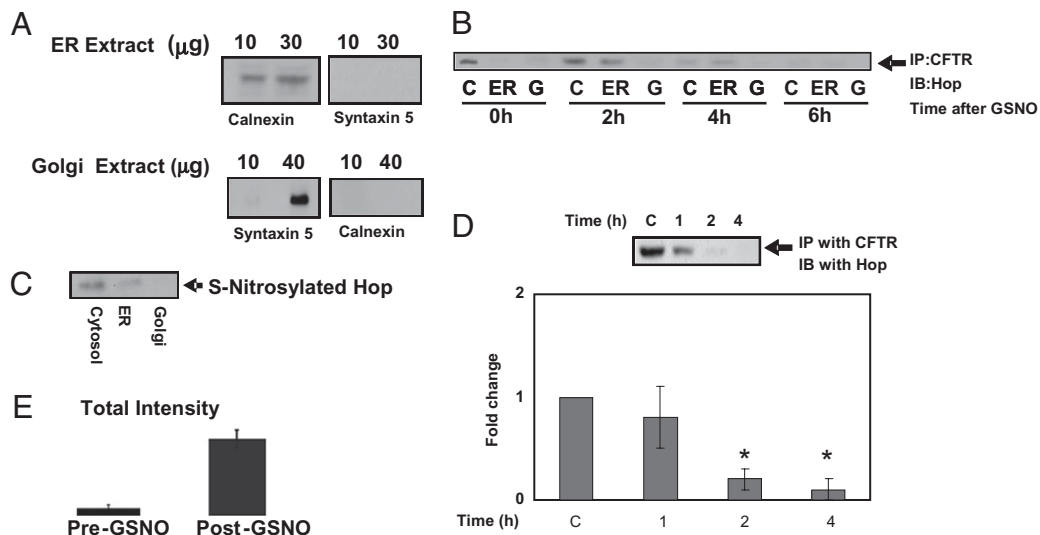 A
ER Extract (µg) 10 30 10 30
Calnexin Syntaxin 5
Golgi Extract (µg) 10 40 10 40
Syntaxin 5 Calnexin
B
IP:CFTR
IB:Hop
C ER G C ER G C ER G C ER G
0h 2h 4h 6h
Time after GSNO
C
S-Nitrosylated Hop
Cytosol
ER
Golgi
D
Time (h) C 1 2 4
IP with CFTR
IB with Hop
2
1
0
Fold change
* *
Time (h) C 1 2 4
E
Total Intensity
Pre-GSNO Post-GSNO